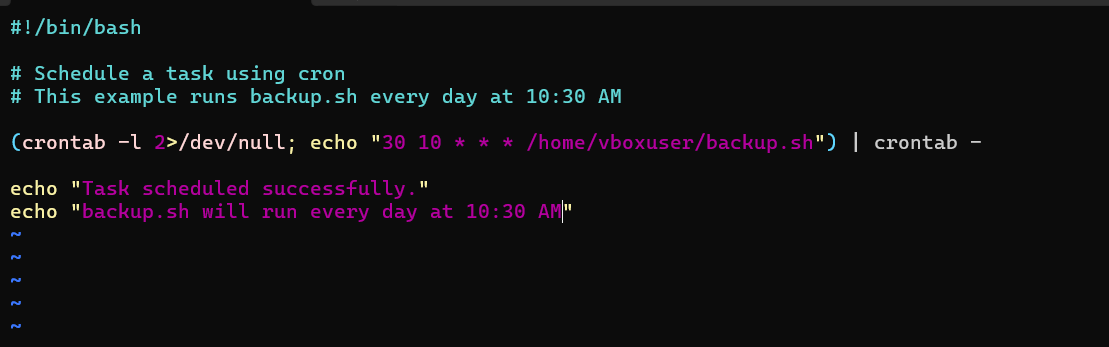 #!/bin/bash
# Schedule a task using cron
# This example runs backup.sh every day at 10:30 AM
(crontab -l 2>/dev/null; echo "30 10 * * * /home/vboxuser/backup.sh") | crontab -
echo "Task scheduled successfully."
echo "backup.sh will run every day at 10:30 AM"
~
~
~
~
~